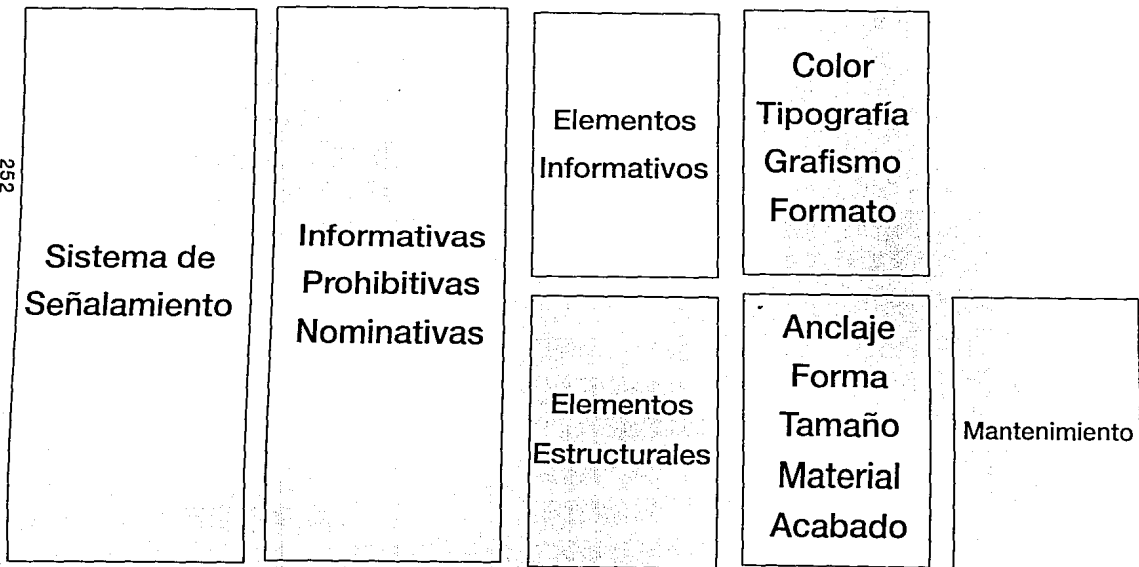 252
Sistema de
Señalamiento
Informativas
Prohibitivas
Nominativas
Elementos
Informativos
Color
Tipografía
Grafismo
Formato
Elementos
Estructurales
Anclaje
Forma
Tamaño
Material
Acabado
Mantenimiento